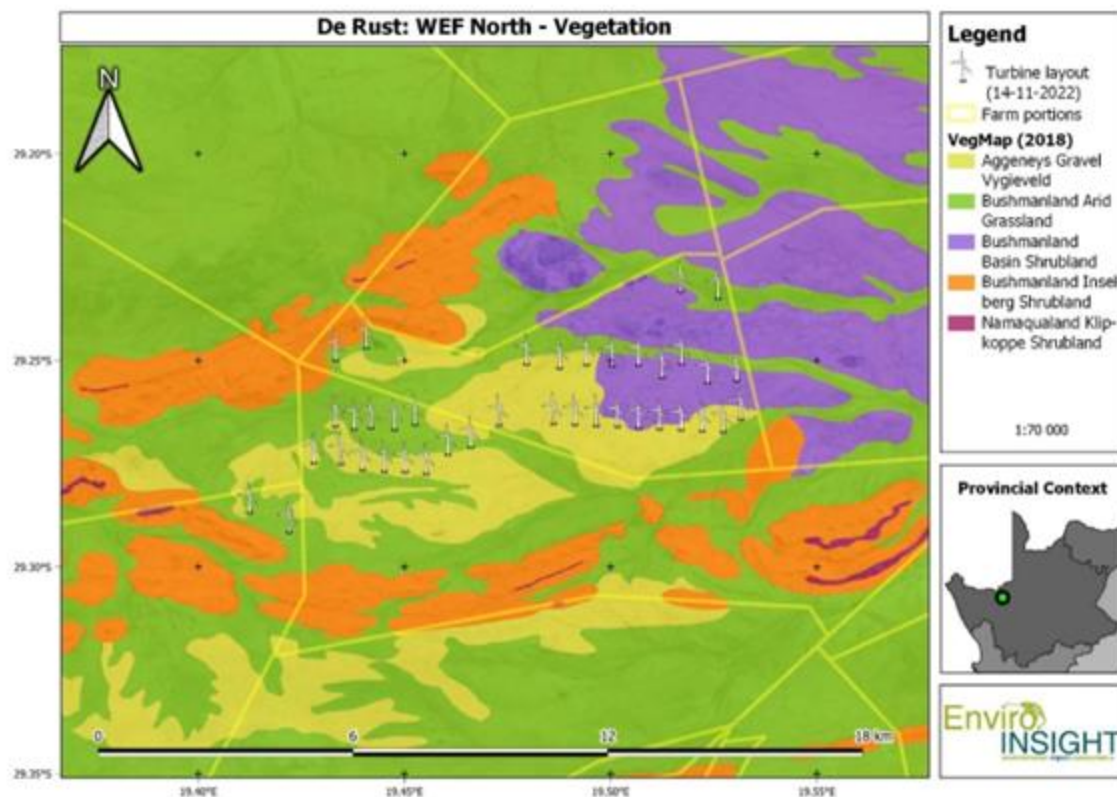 De Rust: WEF North - Vegetation
N
29.20°S
29.25°S
29.30°S
29.35°S
0
6
12
18 km
19.40°E
19.45°E
19.50°E
19.55°E
Legend
Turbine layout
(14-11-2022)
Farm portions
VegMap (2018)
Aggeneys Gravel
Vygieveld
Bushmanland Arid
Grassland
Bushmanland
Basin Shrubland
Bushmanland Insel
berg Shrubland
Namaqualand Klip-
koppe Shrubland
1:70 000
Provincial Context
Enviro
INSIGHT